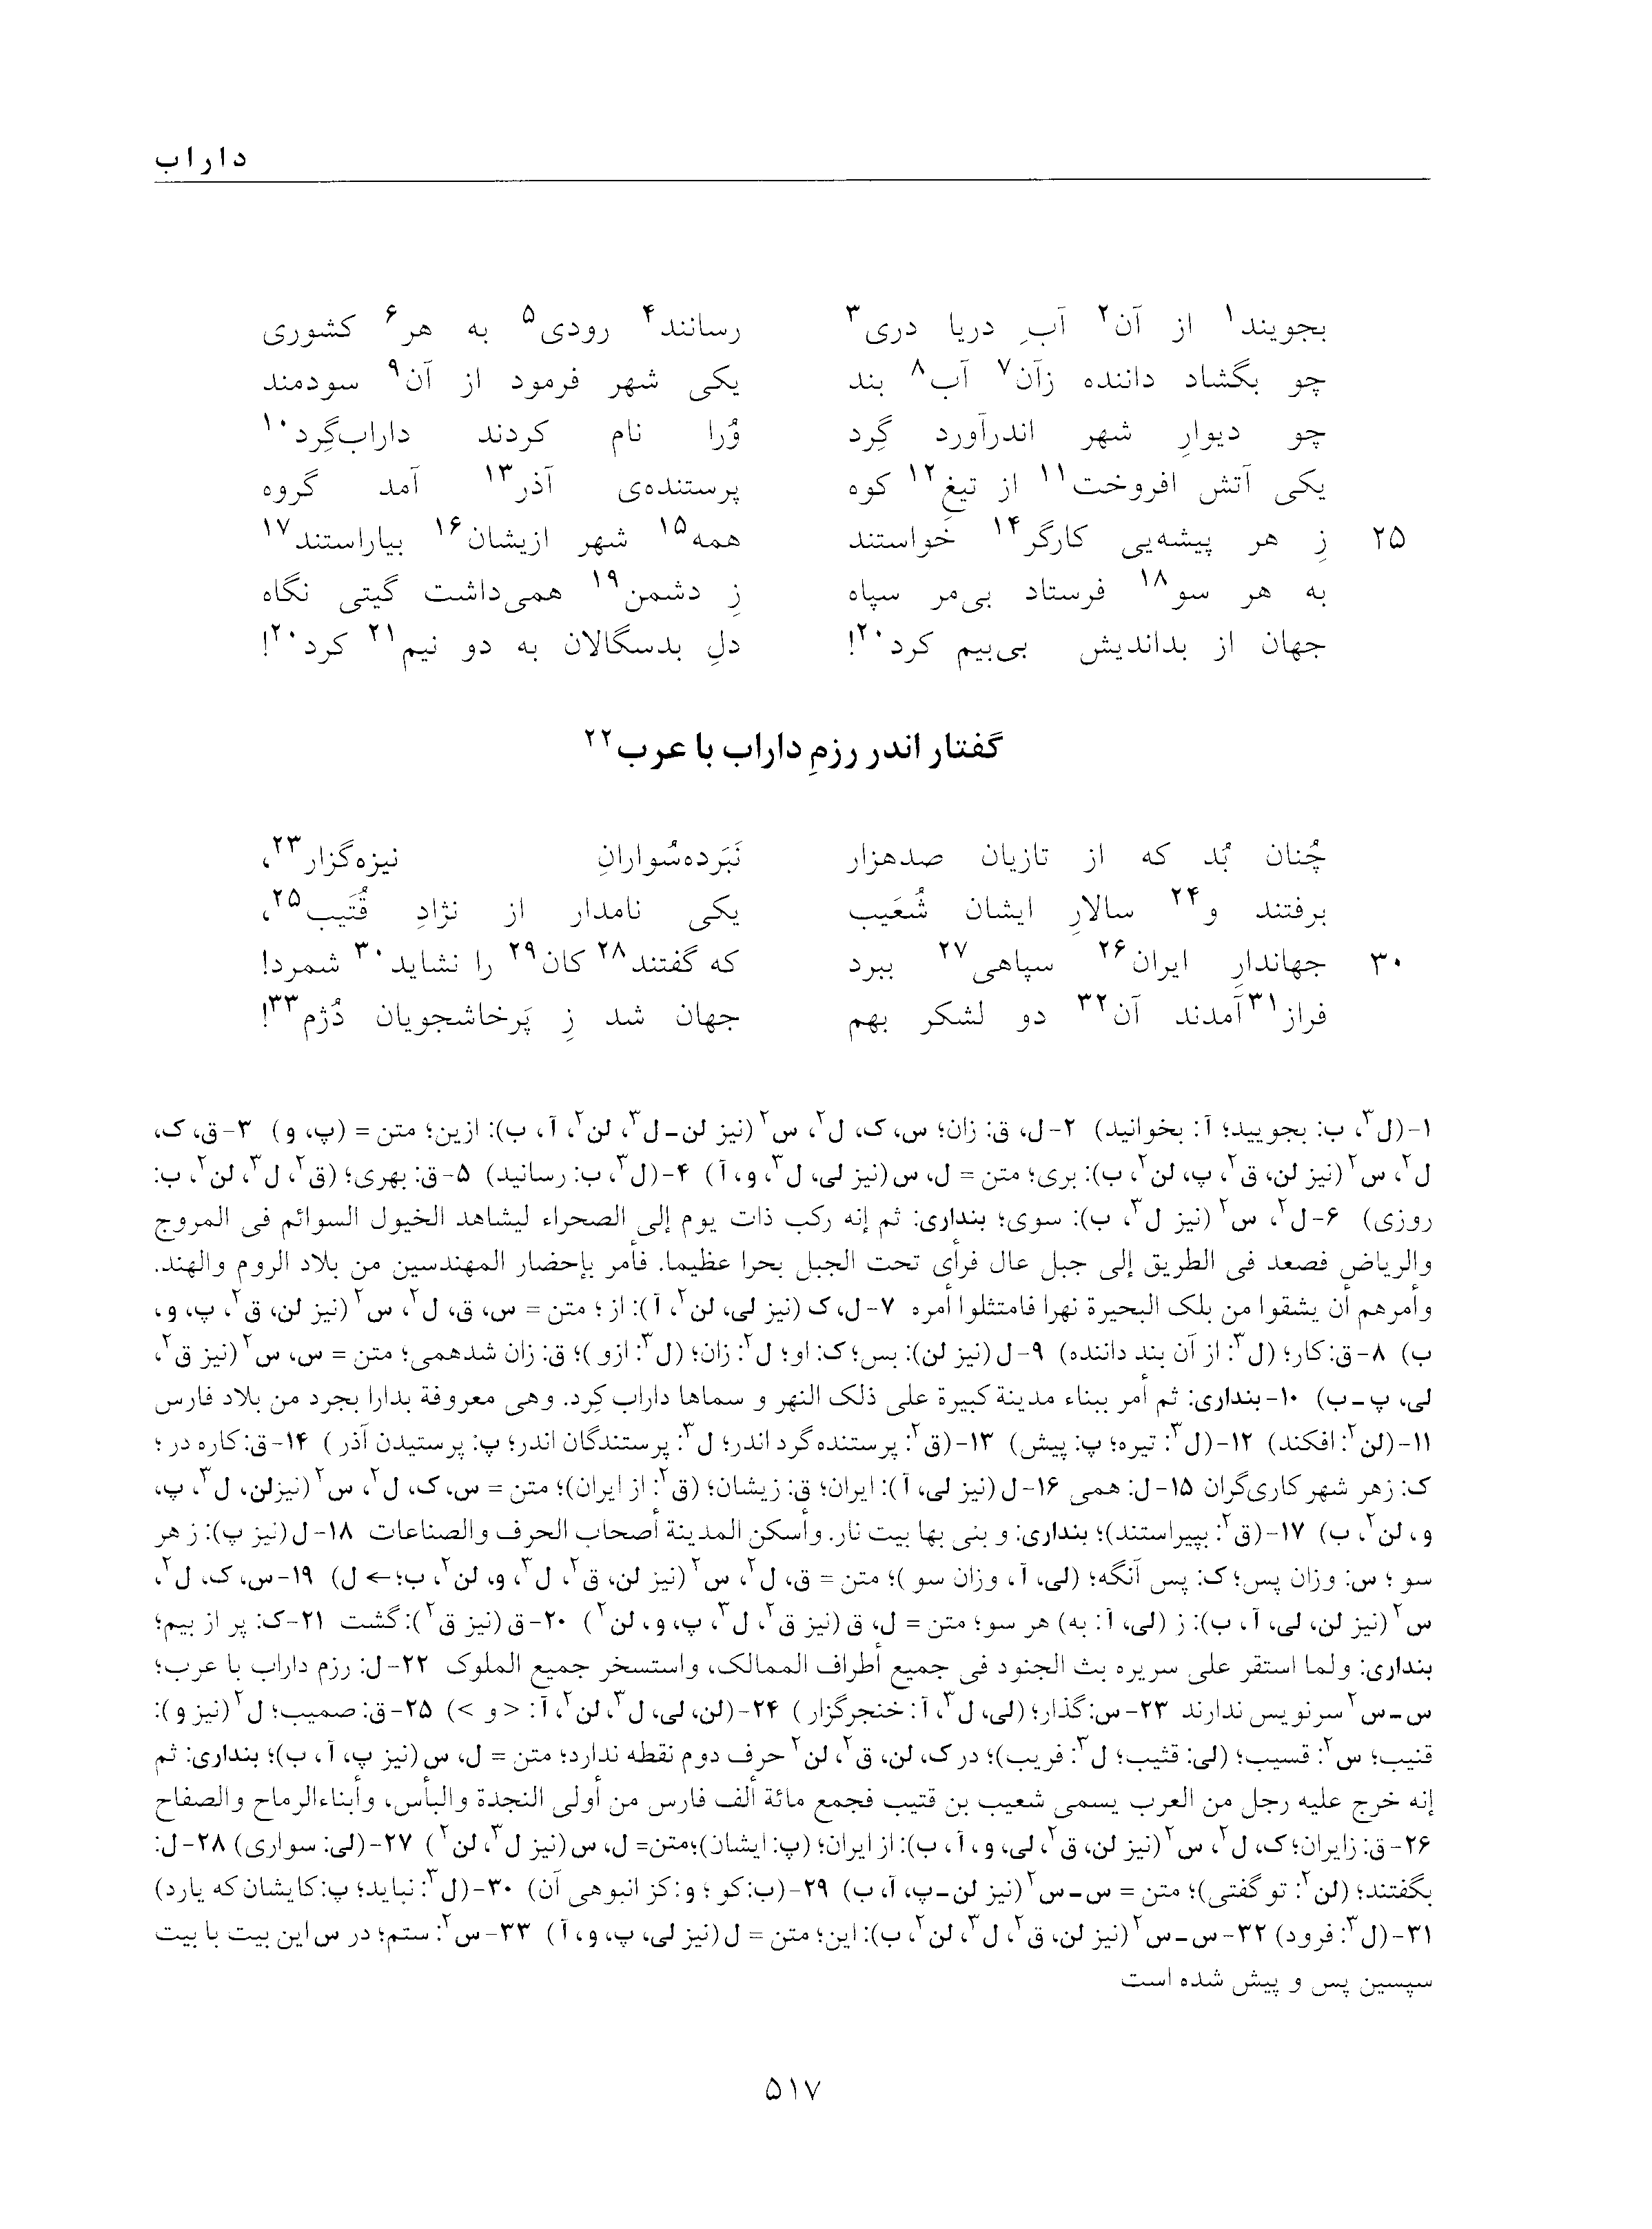 داراب
بجویند۱ از آن۲ آبِ دریا دری۳ رسانند۴ رودی۵ به هر۶ کشوری
چو بگشاد داننده زآن۷ آب۸ بند یکی شهر فرمود از آن۹ سودمند
چو دیوارِ شهر اندرآورد گِرد وُرا نام کردند داراب‌گِرد۱۰
یکی آتش افروخت۱۱ از تیغِ۱۲ کوه پرستنده‌ی آذر۱۳ آمد گروه
۲۵ زِ هر پیشه‌یی کارگر۱۴ خَواستند همه۱۵ شهر ازیشان۱۶ بیاراستند۱۷
به هر سو۱۸ فرستاد بی‌مر سپاه زِ دشمن۱۹ همی‌داشت گیتی نگاه
جهان از بداندیش بی‌بیم کرد۲۰! دلِ بدسگالان به دو نیم۲۱ کرد۲۰!
گفتار اندر رزمِ داراب با عرب۲۲
چُنان بُد که از تازیان صدهزار نَبَرده‌سُوارانِ نیزه‌گزار۲۳،
برفتند و۲۴ سالارِ ایشان شُعَیب یکی نامدار از نژادِ قُتَیب۲۵،
۳۰ جهاندارِ ایران۲۶ سپاهی۲۷ ببرد که گفتند۲۸ کان۲۹ را نشاید۳۰ شمرد!
فراز۳۱ آمدند آن۳۲ دو لشکر بهم جهان شد زِ پَرخاشجویان دُژم۳۳!
۱-(ل۳، ب: بجویید؛ آ: بخوانید) ۲-ل، ق: زان؛ س، ک، ل۲، س۲ (نیز لن-ل۳، لن۲، آ، ب): ازین؛ متن = (پ، و) ۳-ق، ک،
ل۲، س۲ (نیز لن، ق۲، پ، لن۲، ب): بری؛ متن = ل، س (نیز لی، ل۳، و، آ) ۴-(ل۳، ب: رسانید) ۵-ق: بهری؛ (ق۲، ل۳، لن۲، ب:
روزی) ۶-ل۲، س۲ (نیز ل۳، ب): سوی؛ بنداری: ثم إنه رکب ذات یوم إلی الصحراء لیشاهد الخیول السوائم فی المروج
والریاض فصعد فی الطریق إلی جبل عال فرأی تحت الجبل بحرا عظیما. فأمر بإحضار المهندسین من بلاد الروم والهند.
وأمرهم أن یشقوا من بلک البحیرة نهرا فامتثلوا أمره ۷-ل، ک (نیز لی، لن۲، آ): از؛ متن = س، ق، ل۲، س۲ (نیز لن، ق۲، پ، و،
ب) ۸-ق: کار؛ (ل۳: از آن بند داننده) ۹-ل (نیز لن): بس؛ ک: او؛ ل۲: زان؛ (ل۳: ازو)؛ ق: زان شدهمی؛ متن = س، س۲ (نیز ق۲،
لی، پ-ب) ۱۰-بنداری: ثم أمر ببناء مدینة کبیرة علی ذلک النهر و سماها داراب کِرد. وهی معروفة بدارا بجرد من بلاد فارس
۱۱-(لن۲: افکند) ۱۲-(ل۳: تیره؛ پ: پیش) ۱۳-(ق۲: پرستنده گرد اندر؛ ل۳: پرستندگان اندر؛ پ: پرستیدن آذر) ۱۴-ق: کاره در؛
ک: زهر شهر کاری‌گران ۱۵-ل: همی ۱۶-ل (نیز لی، آ): ایران؛ ق: زیشان؛ (ق۲: از ایران)؛ متن = س، ک، ل۲، س۲ (نیزلن، ل۳، پ،
و، لن۲، ب) ۱۷-(ق۲: بپیراستند)؛ بنداری: و بنی بها بیت نار. وأسکن المدینة أصحاب الحرف والصناعات ۱۸-ل (نیز پ): ز هر
سو؛ س: وزان پس؛ ک: پس آنگه؛ (لی، آ، وزان سو)؛ متن = ق، ل۲، س۲ (نیز لن، ق۲، ل۳، و، لن۲، ب؛ ← ل) ۱۹-س، ک، ل۲،
س۲ (نیز لن، لی، آ، ب): ز (لی، آ: به) هر سو؛ متن = ل، ق (نیز ق۲، ل۳، پ، و، لن۲) ۲۰-ق (نیز ق۲): گشت ۲۱-ک: پر از بیم؛
بنداری: ولما استقر علی سریره بث الجنود فی جمیع أطراف الممالک، واستسخر جمیع الملوک ۲۲-ل: رزم داراب با عرب؛
س-س۲ سرنویس ندارند ۲۳-س: گذار؛ (لی، ل۳، آ: خنجرگزار) ۲۴-(لن، لی، ل۳، لن۲، آ: <و>) ۲۵-ق: صمیب؛ ل۲ (نیز و):
قنیب؛ س۲: قسیب؛ (لی: قثیب؛ ل۳: فریب)؛ در ک، لن، ق۲، لن۲ حرف دوم نقطه ندارد؛ متن = ل، س (نیز پ، آ، ب)؛ بنداری: ثم
إنه خرج علیه رجل من العرب یسمی شعیب بن قتیب فجمع مائة ألف فارس من أولی النجدة والبأس، وأبناءالرماح والصفاح
۲۶-ق: زایران؛ ک، ل۲، س۲ (نیز لن، ق۲، لی، و، آ، ب): از ایران؛ (پ: ایشان)؛متن= ل، س (نیز ل۳، لن۲) ۲۷-(لی: سواری) ۲۸-ل:
بگفتند؛ (لن۲: تو گفتی)؛ متن = س-س۲ (نیز لن-پ، آ، ب) ۲۹-(ب: کو؛ و: کز انبوهی آن) ۳۰-(ل۳: نباید؛ پ: کایشان که یارد)
۳۱-(ل۳: فرود) ۳۲-س-س۲ (نیز لن، ق۲، ل۳، لن۲، ب): این؛ متن = ل (نیز لی، پ، و، آ) ۳۳-س۲: ستم؛ در س این بیت با بیت
سپسین پس و پیش شده است
۵۱۷